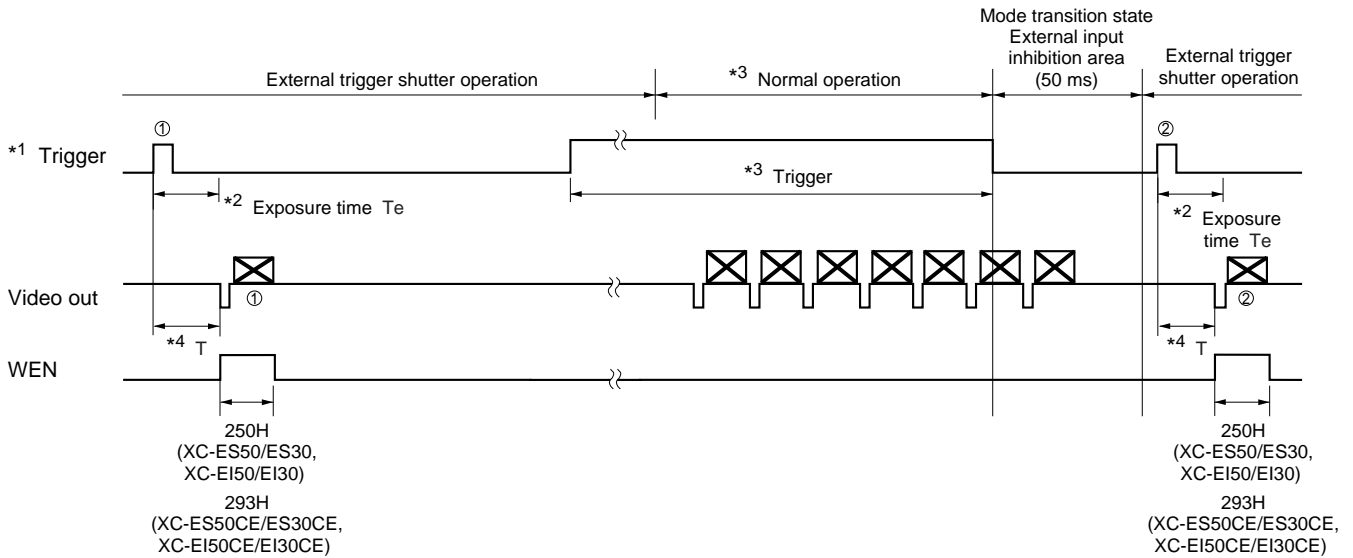 Mode transition state
External input
inhibition area
(50 ms)
External trigger shutter operation
*3 Normal operation
External trigger
shutter operation
*1 Trigger
①
②
*3 Trigger
*2 Exposure time Te
*2 Exposure
time Te
Video out
①
②
*4 T
*4 T
WEN
250H
(XC-ES50/ES30,
XC-EI50/EI30)
293H
(XC-ES50CE/ES30CE,
XC-EI50CE/EI30CE)
250H
(XC-ES50/ES30,
XC-EI50/EI30)
293H
(XC-ES50CE/ES30CE,
XC-EI50CE/EI30CE)